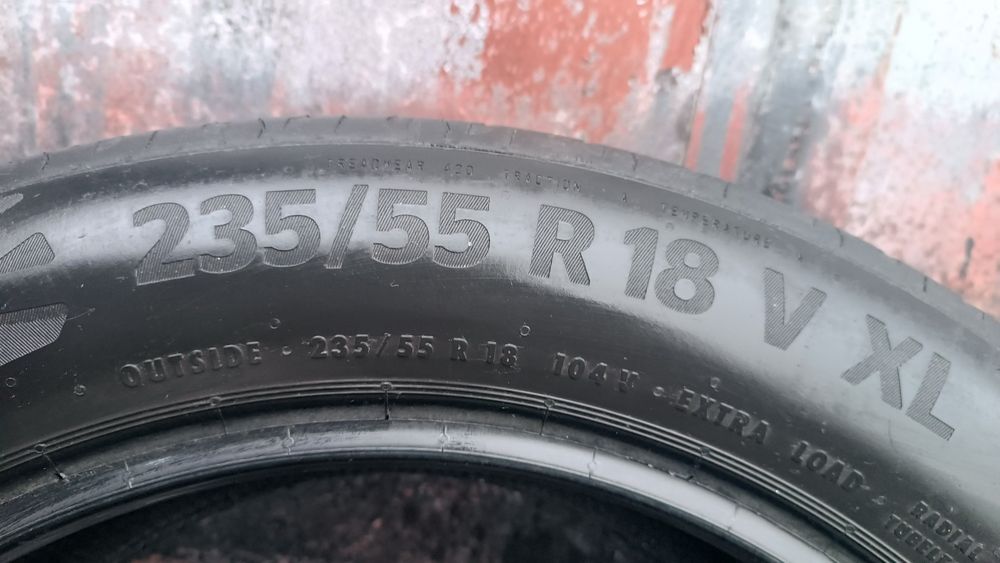 TREADWEAR 420 TRACTION A TEMPERATURE
235/55 R 18 V XL
OUTSIDE • 235/55 R 18 104 V • EXTRA LOAD •
RADIAL